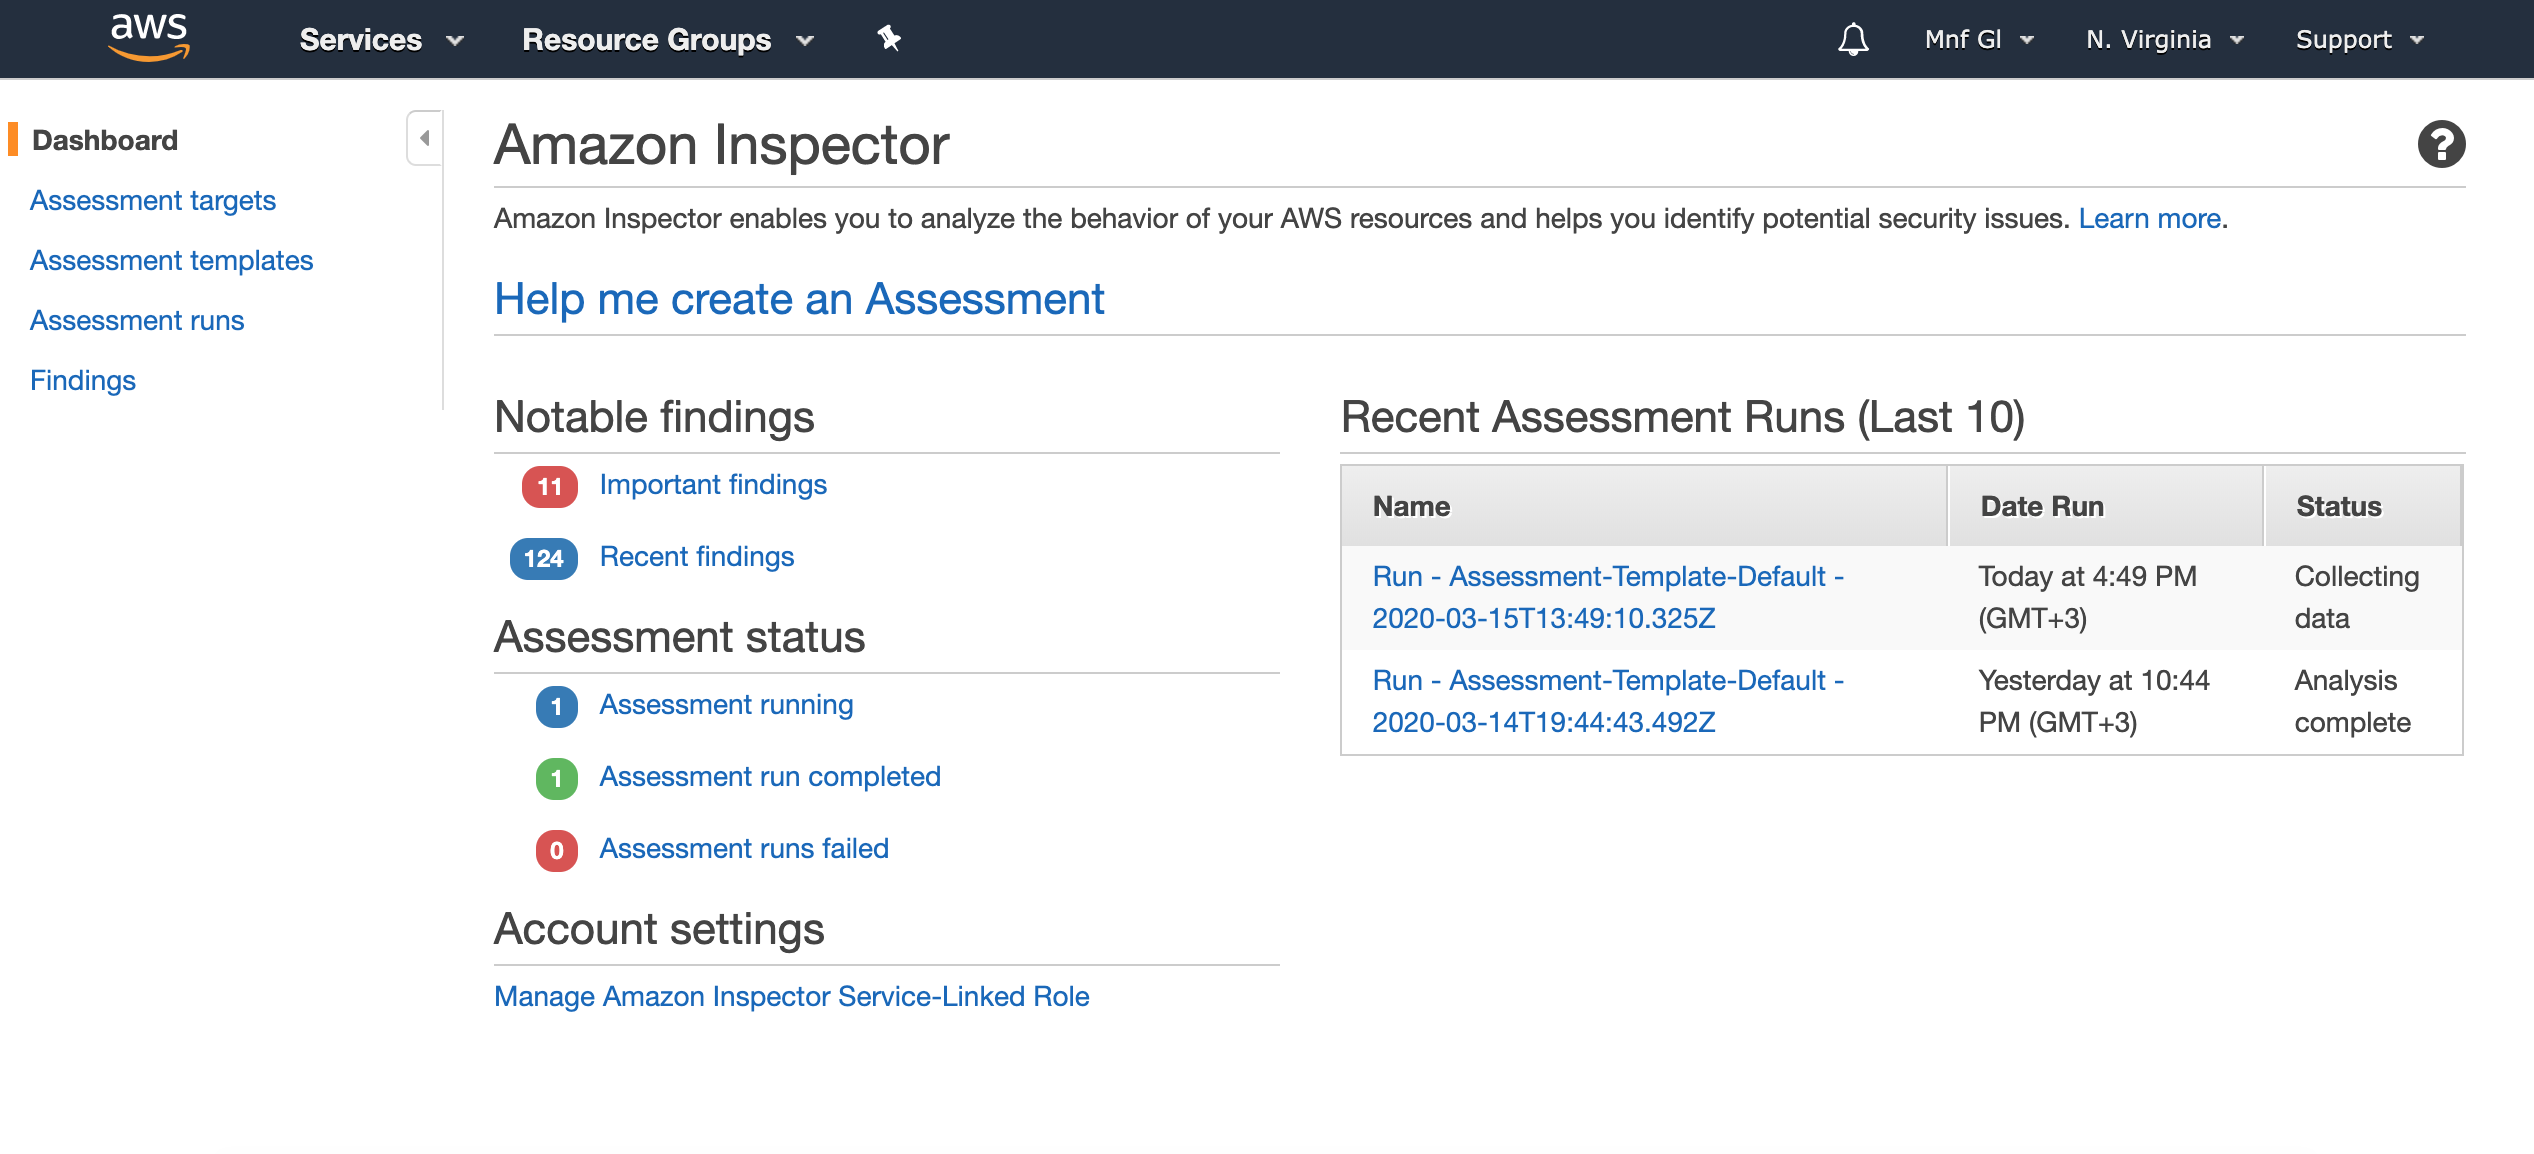 aws
Services
Resource Groups
Mnf Gl
N. Virginia
Support
Dashboard
Assessment targets
Assessment templates
Assessment runs
Findings
Amazon Inspector
?
Amazon Inspector enables you to analyze the behavior of your AWS resources and helps you identify potential security issues. Learn more.
Help me create an Assessment
Notable findings
11 Important findings
124 Recent findings
Assessment status
1 Assessment running
1 Assessment run completed
0 Assessment runs failed
Account settings
Manage Amazon Inspector Service-Linked Role
Recent Assessment Runs (Last 10)
Name Date Run Status
Run - Assessment-Template-Default - Today at 4:49 PM Collecting
2020-03-15T13:49:10.325Z (GMT+3) data
Run - Assessment-Template-Default - Yesterday at 10:44 Analysis
2020-03-14T19:44:43.492Z PM (GMT+3) complete